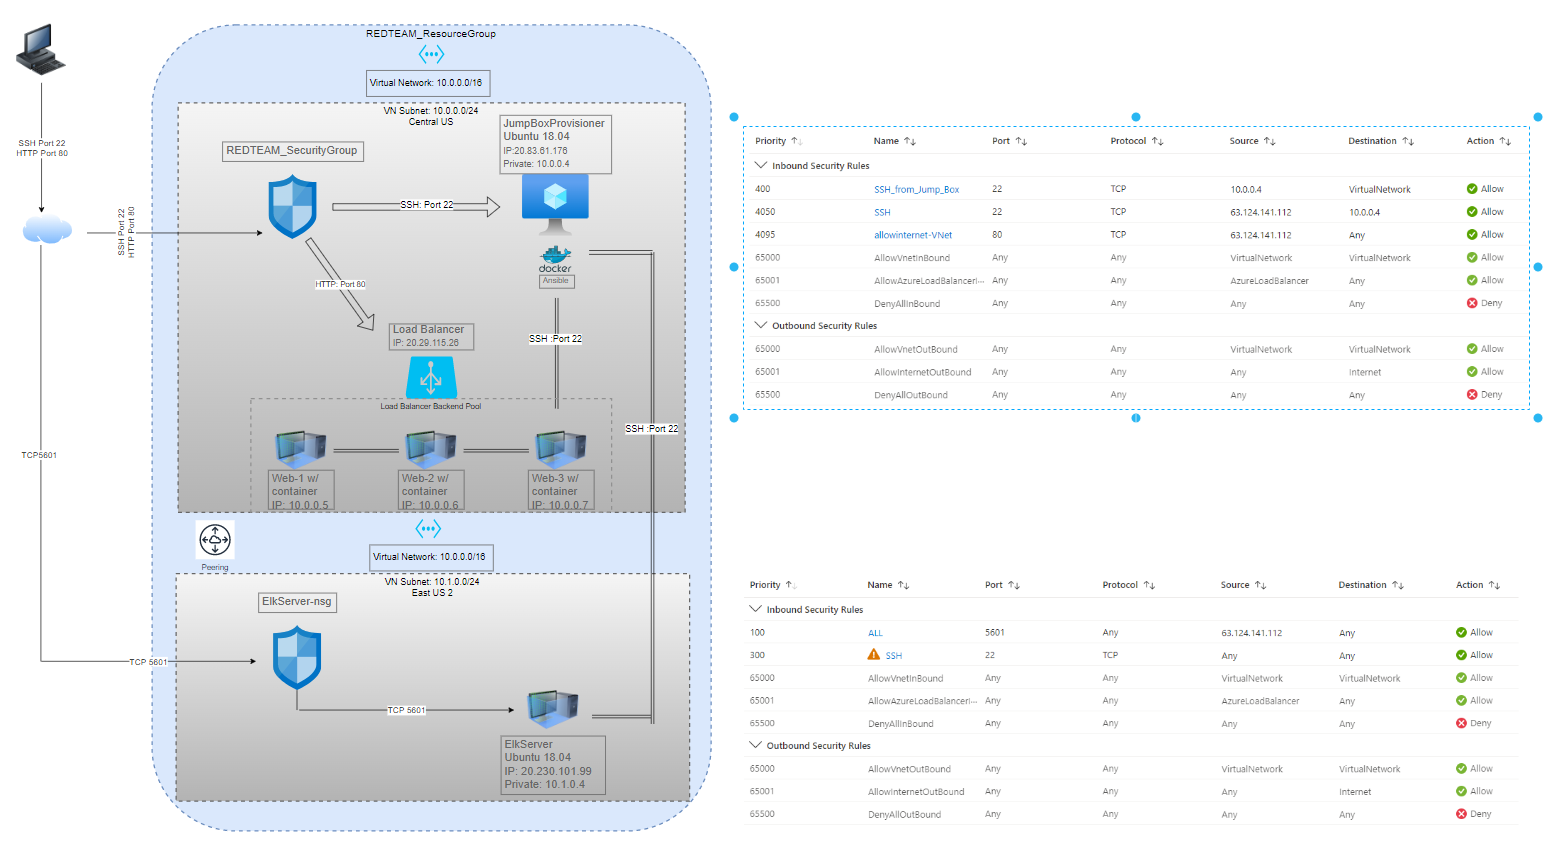 REDTEAM_ResourceGroup
Virtual Network: 10.0.0.0/16
VN Subnet: 10.0.0.0/24
Central US
SSH Port 22
HTTP Port 80
SSH Port 22
HTTP Port 80
REDTEAM_SecurityGroup
JumpBoxProvisioner
Ubuntu 18.04
IP:20.83.61.176
Private: 10.0.0.4
SSH: Port 22
docker
Ansible
HTTP: Port 80
Load Balancer
IP: 20.29.115.26
SSH :Port 22
Load Balancer Backend Pool
SSH :Port 22
Web-1 w/
container
IP: 10.0.0.5
Web-2 w/
container
IP: 10.0.0.6
Web-3 w/
container
IP: 10.0.0.7
TCP5601
Peering
Virtual Network: 10.0.0.0/16
VN Subnet: 10.1.0.0/24
East US 2
ElkServer-nsg
TCP 5601
TCP 5601
ElkServer
Ubuntu 18.04
IP: 20.230.101.99
Private: 10.1.0.4
Priority Name Port Protocol Source Destination Action
Inbound Security Rules
400 SSH_from_Jump_Box 22 TCP 10.0.0.4 VirtualNetwork Allow
4050 SSH 22 TCP 63.124.141.112 10.0.0.4 Allow
4095 allowinternet-VNet 80 TCP 63.124.141.112 Any Allow
65000 AllowVnetInBound Any Any VirtualNetwork VirtualNetwork Allow
65001 AllowAzureLoadBalancerI... Any Any AzureLoadBalancer Any Allow
65500 DenyAllInBound Any Any Any Any Deny
Outbound Security Rules
65000 AllowVnetOutBound Any Any VirtualNetwork VirtualNetwork Allow
65001 AllowInternetOutBound Any Any Any Internet Allow
65500 DenyAllOutBound Any Any Any Any Deny
Priority Name Port Protocol Source Destination Action
Inbound Security Rules
100 ALL 5601 Any 63.124.141.112 Any Allow
300 SSH 22 TCP Any Any Allow
65000 AllowVnetInBound Any Any VirtualNetwork VirtualNetwork Allow
65001 AllowAzureLoadBalancerI... Any Any AzureLoadBalancer Any Allow
65500 DenyAllInBound Any Any Any Any Deny
Outbound Security Rules
65000 AllowVnetOutBound Any Any VirtualNetwork VirtualNetwork Allow
65001 AllowInternetOutBound Any Any Any Internet Allow
65500 DenyAllOutBound Any Any Any Any Deny